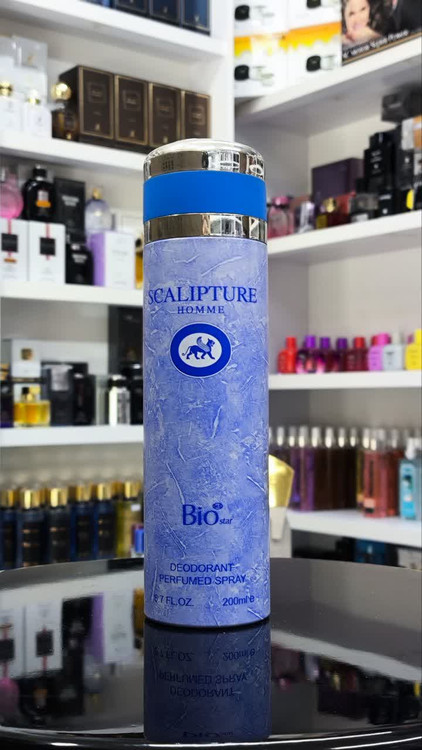 SCALIPTURE
HOMME
Bio star
DEODORANT
PERFUMED SPRAY
6.7 FL.OZ. 200ml e